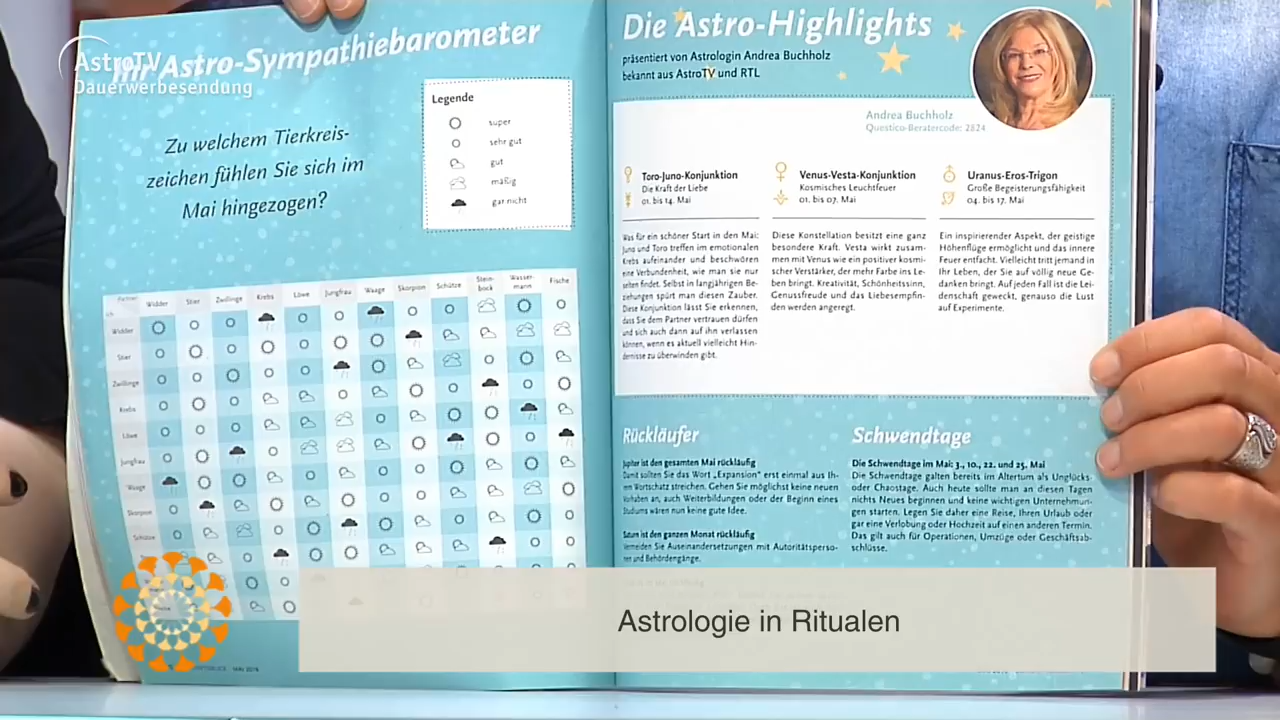 AstroTV
Dauerwerbesendung
Ihr Astro-Sympathiebarometer
Zu welchem Tierkreis-
zeichen fühlen Sie sich im
Mai hingezogen?
Legende
super
sehr gut
gut
mäßig
gar nicht
Partner
Ich
Widder Stier Zwillinge Krebs Löwe Jungfrau Waage Skorpion Schütze Stein-
bock Wasser-
mann Fische
Widder
Stier
Zwillinge
Krebs
Löwe
Jungfrau
Waage
Skorpion
Schütze
Die Astro-Highlights
präsentiert von Astrologin Andrea Buchholz
bekannt aus AstroTV und RTL
Andrea Buchholz
Questico-Beratercode: 2824
Toro-Juno-Konjunktion
Die Kraft der Liebe
01. bis 14. Mai
Was für ein schöner Start in den Mai:
Juno und Toro treffen im emotionalen
Krebs aufeinander und beschwören
eine Verbundenheit, wie man sie nur
selten findet. Selbst in langjährigen Be-
ziehungen spürt man diesen Zauber.
Diese Konjunktion lässt Sie erkennen,
dass Sie dem Partner vertrauen dürfen
und sich auch dann auf ihn verlassen
können, wenn es aktuell vielleicht Hin-
dernisse zu überwinden gibt.
Venus-Vesta-Konjunktion
Kosmisches Leuchtfeuer
01. bis 07. Mai
Diese Konstellation besitzt eine ganz
besondere Kraft. Vesta wirkt zusam-
men mit Venus wie ein positiver kosmi-
scher Verstärker, der mehr Farbe ins Le-
ben bringt. Kreativität, Schönheitssinn,
Genussfreude und das Liebesempfin-
den werden angeregt.
Uranus-Eros-Trigon
Große Begeisterungsfähigkeit
04. bis 17. Mai
Ein inspirierender Aspekt, der geistige
Höhenflüge ermöglicht und das innere
Feuer entfacht. Vielleicht tritt jemand in
Ihr Leben, der Sie auf völlig neue Ge-
danken bringt. Auf jeden Fall ist die Lei-
denschaft geweckt, genauso die Lust
auf Experimente.
Rückläufer
Jupiter ist den gesamten Mai rückläufig
Damit sollten Sie das Wort „Expansion“ erst einmal aus Ih-
rem Wortschatz streichen. Gehen Sie möglichst keine neuen
Vorhaben an, auch Weiterbildungen oder der Beginn eines
Studiums wären nun keine gute Idee.
Saturn ist den ganzen Monat rückläufig
Vermeiden Sie Auseinandersetzungen mit Autoritätsperso-
nen und Behördengänge.
Schwendtage
Die Schwendtage im Mai: 3., 10., 22. und 25. Mai
Die Schwendtage galten bereits im Altertum als Unglücks-
oder Chaostage. Auch heute sollte man an diesen Tagen
nichts Neues beginnen und keine wichtigen Unternehmun-
gen starten. Legen Sie daher eine Reise, Ihren Urlaub oder
gar eine Verlobung oder Hochzeit auf einen anderen Termin.
Das gilt auch für Operationen, Umzüge oder Geschäftsab-
schlüsse.
Astrologie in Ritualen